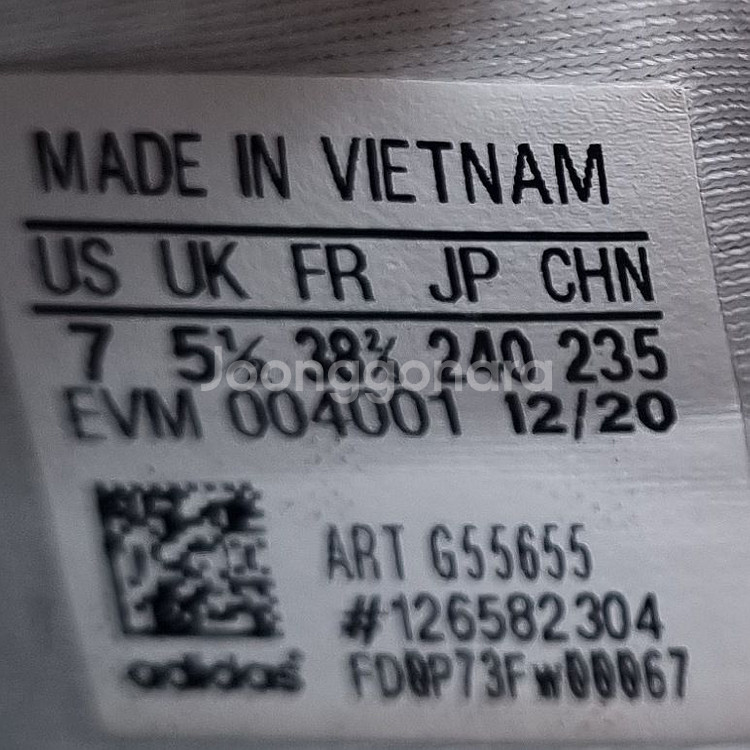 MADE IN VIETNAM
US UK FR JP CHN
7 5½ 38⅔ 240 235
Joonggonara
EVM 004001 12/20
ART G55655
#126582304
adidas
FD0P73Fw00067